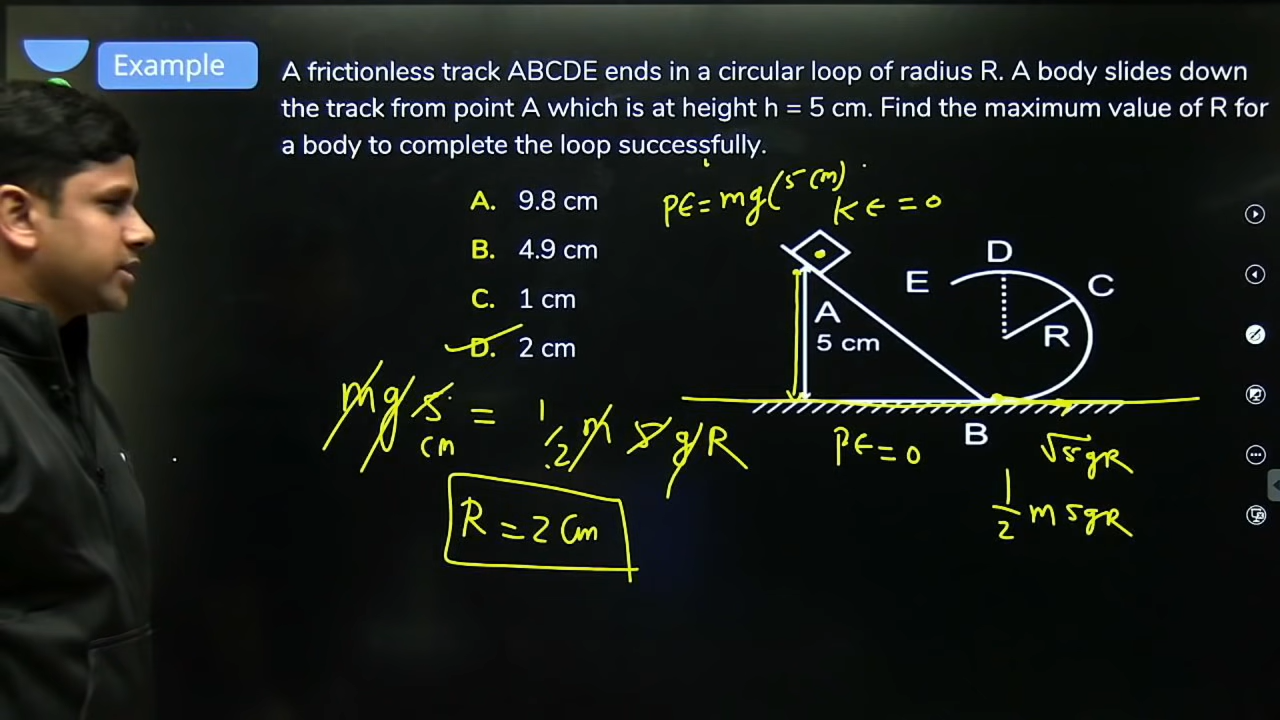 Example
A frictionless track ABCDE ends in a circular loop of radius R. A body slides down
the track from point A which is at height h = 5 cm. Find the maximum value of R for
a body to complete the loop successfully.
A. 9.8 cm
B. 4.9 cm
C. 1 cm
D. 2 cm
PE = mg(5 cm)
KE = 0
D
E
C
A
R
5 cm
B
mg 5 cm = 1/2 m 5 g R
PE = 0
√5gR
R = 2 cm
1/2 m 5gR